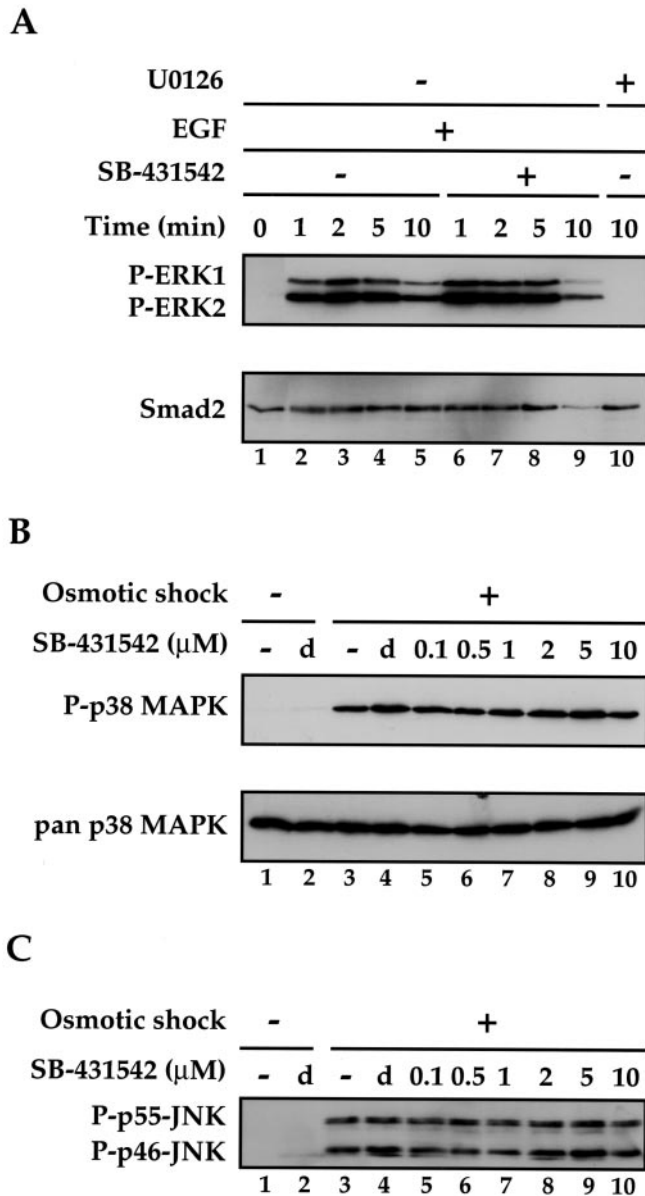 A
U0126 - +
EGF +
SB-431542 - + -
Time (min) 0 1 2 5 10 1 2 5 10 10
P-ERK1
P-ERK2
Smad2
1 2 3 4 5 6 7 8 9 10
B
Osmotic shock - +
SB-431542 (μM) - d - d 0.1 0.5 1 2 5 10
P-p38 MAPK
pan p38 MAPK
1 2 3 4 5 6 7 8 9 10
C
Osmotic shock - +
SB-431542 (μM) - d - d 0.1 0.5 1 2 5 10
P-p55-JNK
P-p46-JNK
1 2 3 4 5 6 7 8 9 10